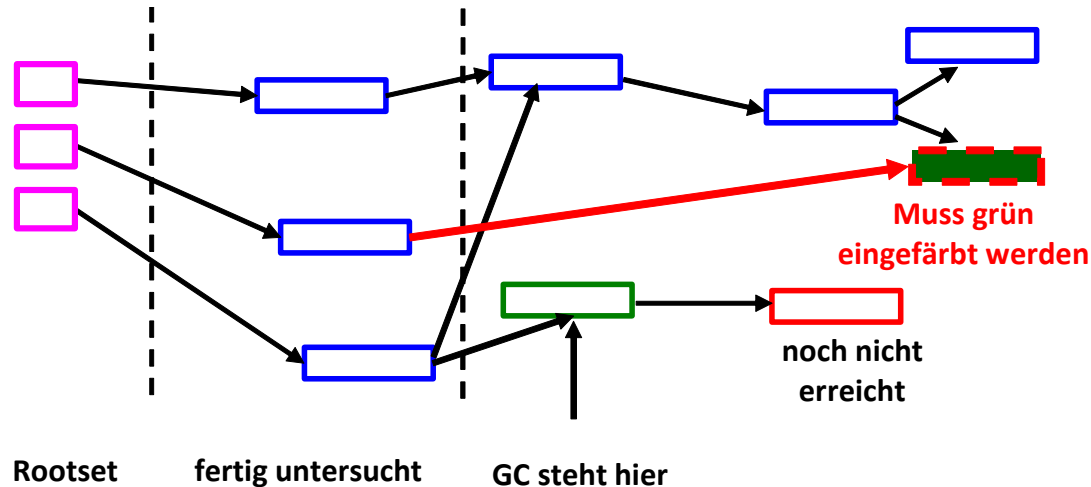 Muss grün
eingefärbt werden
noch nicht
erreicht
Rootset
fertig untersucht
GC steht hier